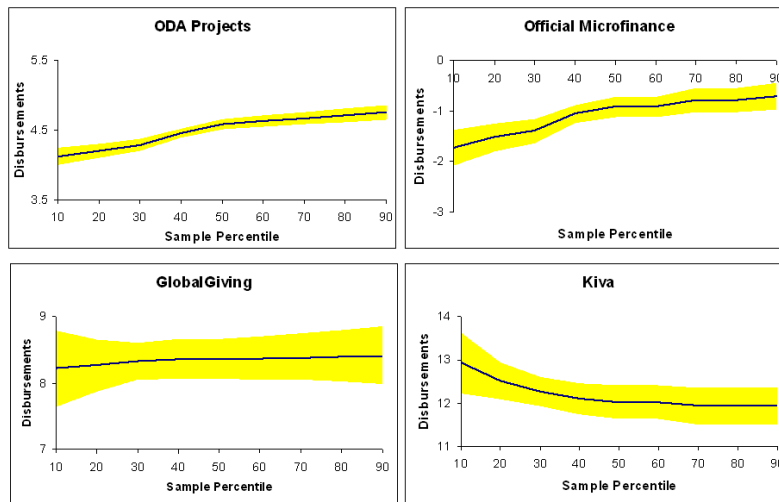 ODA Projects
5.5
4.5
3.5
Disbursements
10 20 30 40 50 60 70 80 90
Sample Percentile
Official Microfinance
0
-1
-2
-3
Disbursements
10 20 30 40 50 60 70 80 90
Sample Percentile
GlobalGiving
9
8
7
Disbursements
10 20 30 40 50 60 70 80 90
Sample Percentile
Kiva
14
13
12
11
Disbursements
10 20 30 40 50 60 70 80 90
Sample Percentile